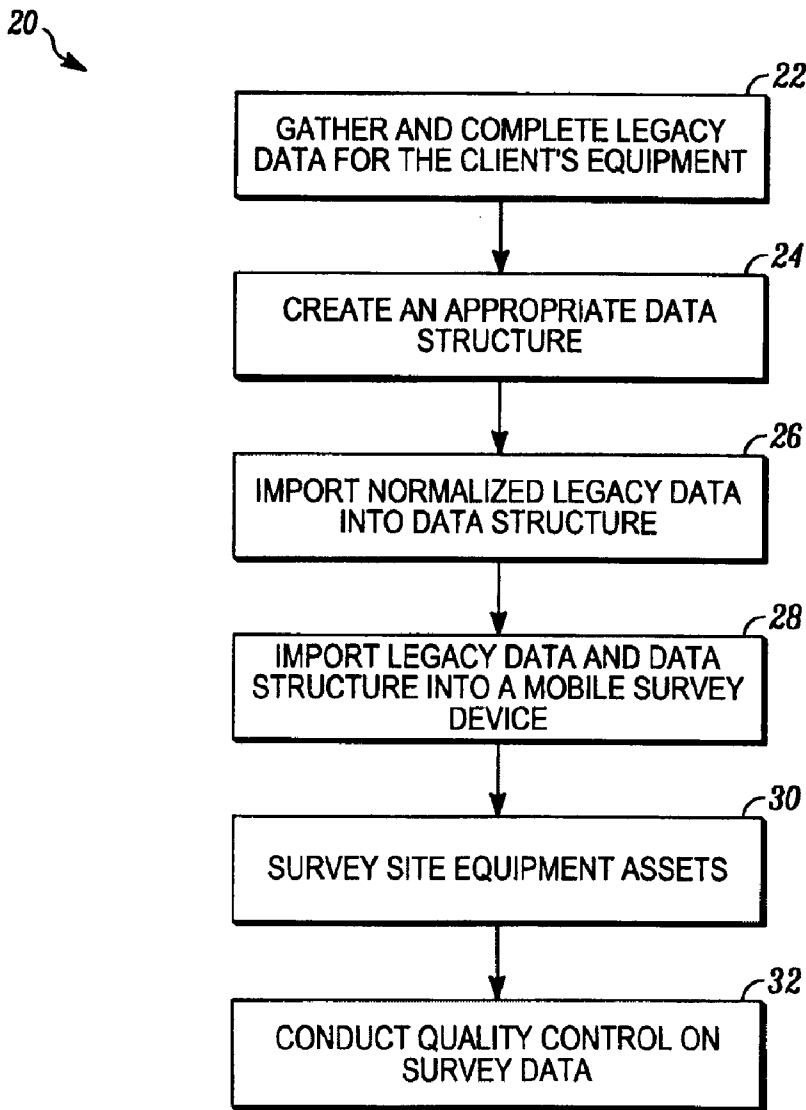 20
22
GATHER AND COMPLETE LEGACY
DATA FOR THE CLIENT'S EQUIPMENT
24
CREATE AN APPROPRIATE DATA
STRUCTURE
26
IMPORT NORMALIZED LEGACY DATA
INTO DATA STRUCTURE
28
IMPORT LEGACY DATA AND DATA
STRUCTURE INTO A MOBILE SURVEY
DEVICE
30
SURVEY SITE EQUIPMENT ASSETS
32
CONDUCT QUALITY CONTROL ON
SURVEY DATA